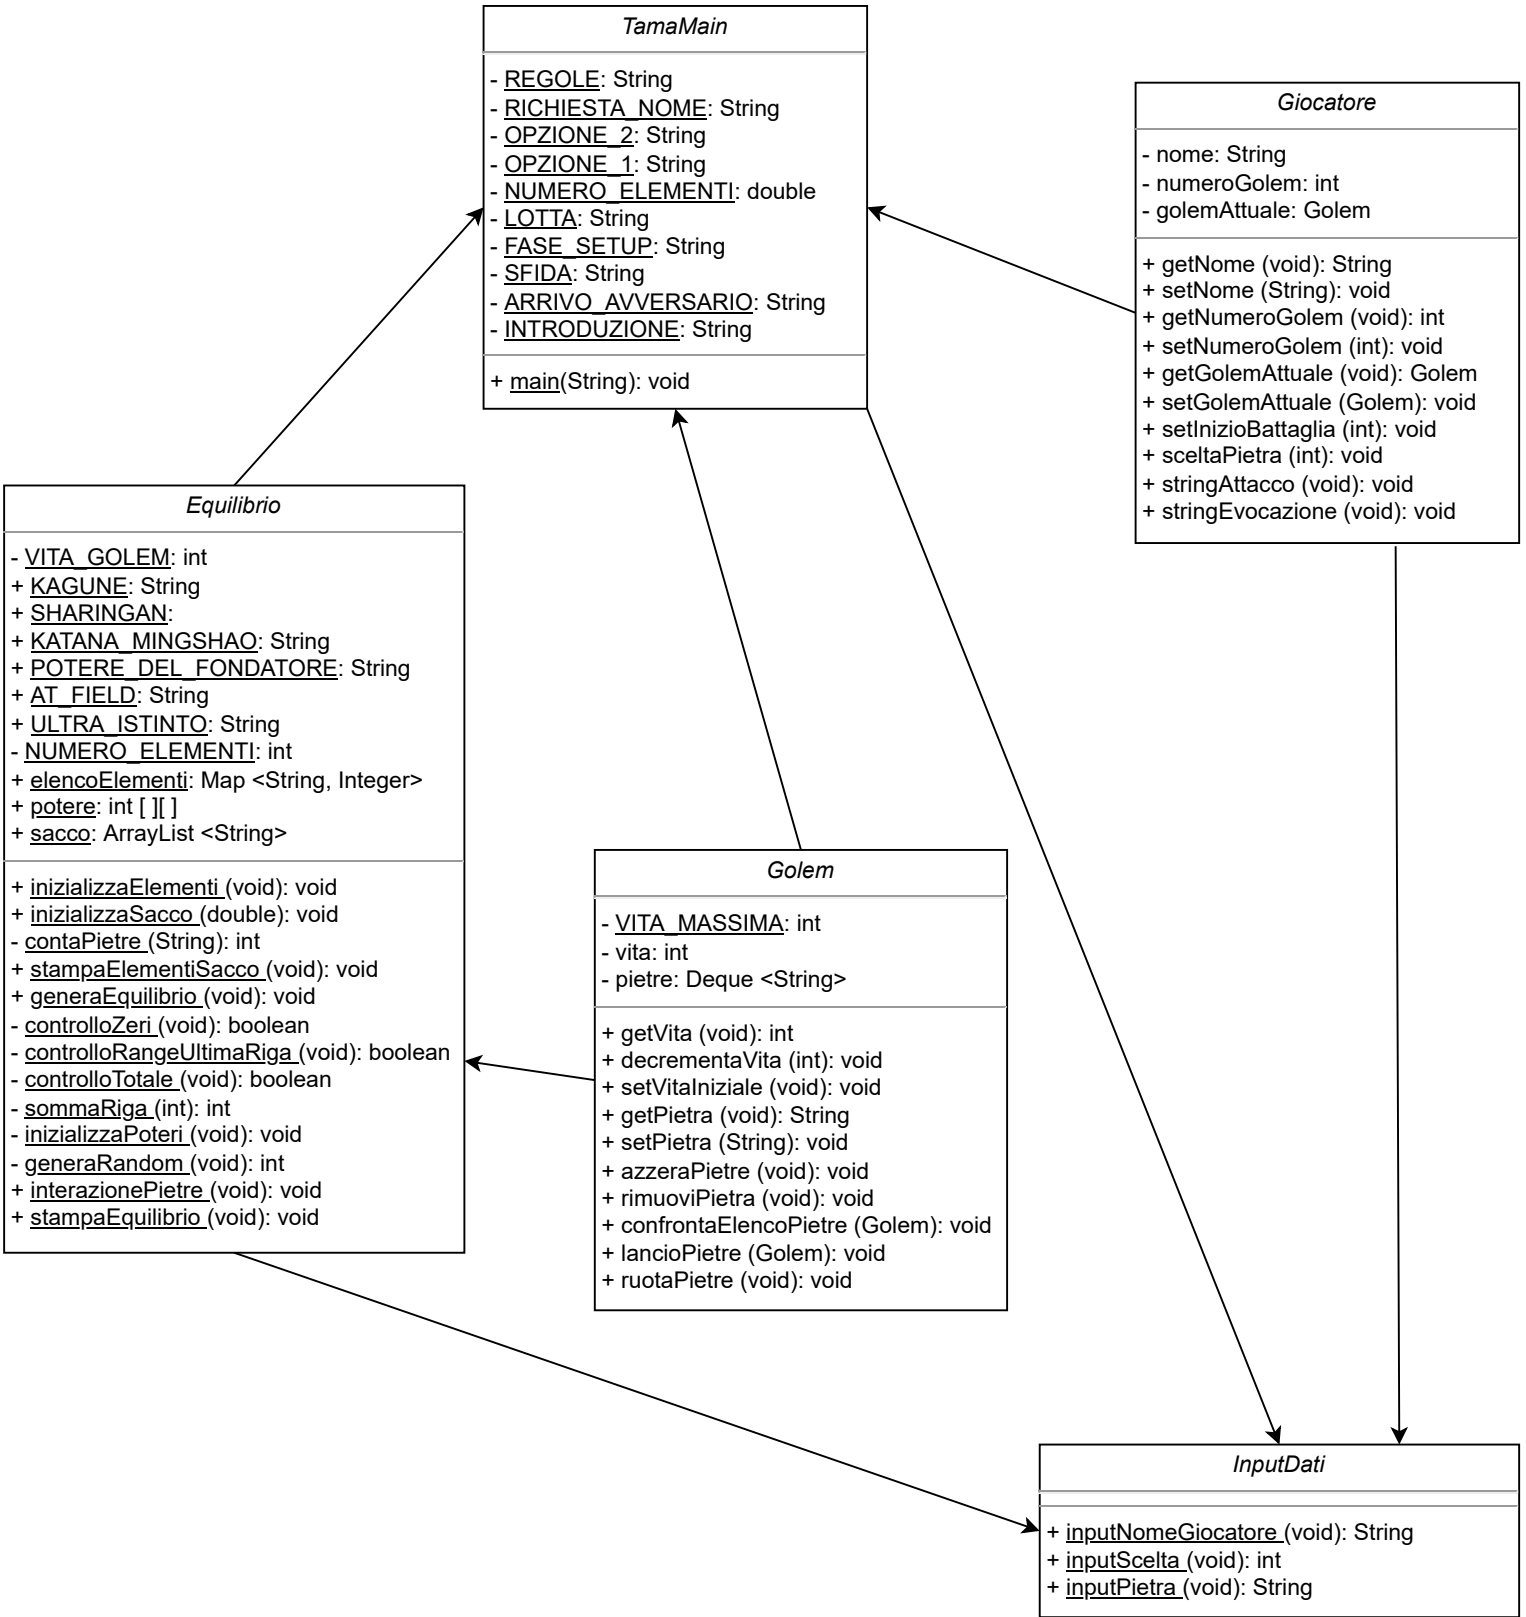 TamaMain
- REGOLE: String
- RICHIESTA_NOME: String
- OPZIONE_2: String
- OPZIONE_1: String
- NUMERO_ELEMENTI: double
- LOTTA: String
- FASE_SETUP: String
- SFIDA: String
- ARRIVO_AVVERSARIO: String
- INTRODUZIONE: String
+ main(String): void
Giocatore
- nome: String
- numeroGolem: int
- golemAttuale: Golem
+ getNome (void): String
+ setNome (String): void
+ getNumeroGolem (void): int
+ setNumeroGolem (int): void
+ getGolemAttuale (void): Golem
+ setGolemAttuale (Golem): void
+ setInizioBattaglia (int): void
+ sceltaPietra (int): void
+ stringAttacco (void): void
+ stringEvocazione (void): void
Equilibrio
- VITA_GOLEM: int
+ KAGUNE: String
+ SHARINGAN:
+ KATANA_MINGSHAO: String
+ POTERE_DEL_FONDATORE: String
+ AT_FIELD: String
+ ULTRA_ISTINTO: String
- NUMERO_ELEMENTI: int
+ elencoElementi: Map <String, Integer>
+ potere: int [ ][ ]
+ sacco: ArrayList <String>
+ inizializzaElementi (void): void
+ inizializzaSacco (double): void
- contaPietre (String): int
+ stampaElementiSacco (void): void
+ generaEquilibrio (void): void
- controlloZeri (void): boolean
- controlloRangeUltimaRiga (void): boolean
- controlloTotale (void): boolean
- sommaRiga (int): int
- inizializzaPoteri (void): void
- generaRandom (void): int
+ interazionePietre (void): void
+ stampaEquilibrio (void): void
Golem
- VITA_MASSIMA: int
- vita: int
- pietre: Deque <String>
+ getVita (void): int
+ decrementaVita (int): void
+ setVitaIniziale (void): void
+ getPietra (void): String
+ setPietra (String): void
+ azzeraPietre (void): void
+ rimuoviPietra (void): void
+ confrontaElencoPietre (Golem): void
+ lancioPietre (Golem): void
+ ruotaPietre (void): void
InputDati
+ inputNomeGiocatore (void): String
+ inputScelta (void): int
+ inputPietra (void): String